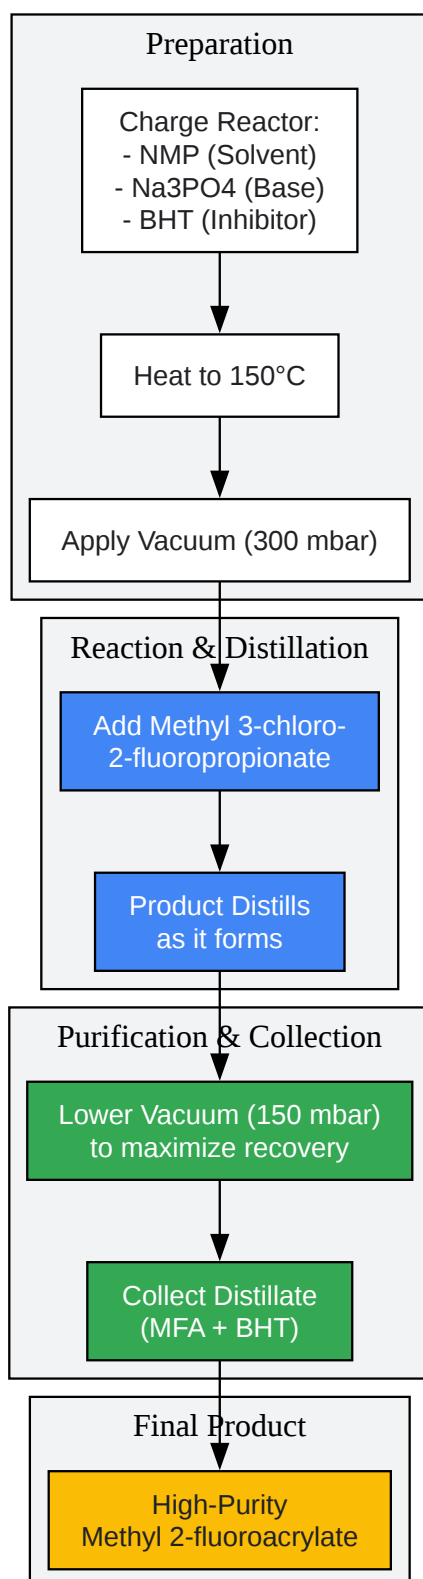 Preparation
Charge Reactor:
- NMP (Solvent)
- Na3PO4 (Base)
- BHT (Inhibitor)
Heat to 150°C
Apply Vacuum (300 mbar)
Reaction & Distillation
Add Methyl 3-chloro-
2-fluoropropionate
Product Distills
as it forms
Purification & Collection
Lower Vacuum (150 mbar)
to maximize recovery
Collect Distillate
(MFA + BHT)
Final Product
High-Purity
Methyl 2-fluoroacrylate